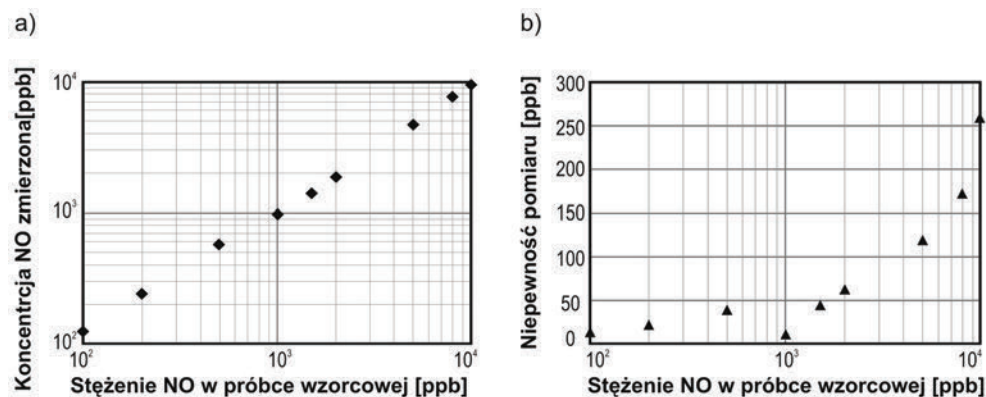 a)
Koncentrcja NO zmierzona[ppb]
10⁴
10³
10²
10² 10³ 10⁴
Stężenie NO w próbce wzorcowej [ppb]
b)
Niepewność pomiaru [ppb]
300
250
200
150
100
50
0
10² 10³ 10⁴
Stężenie NO w próbce wzorcowej [ppb]